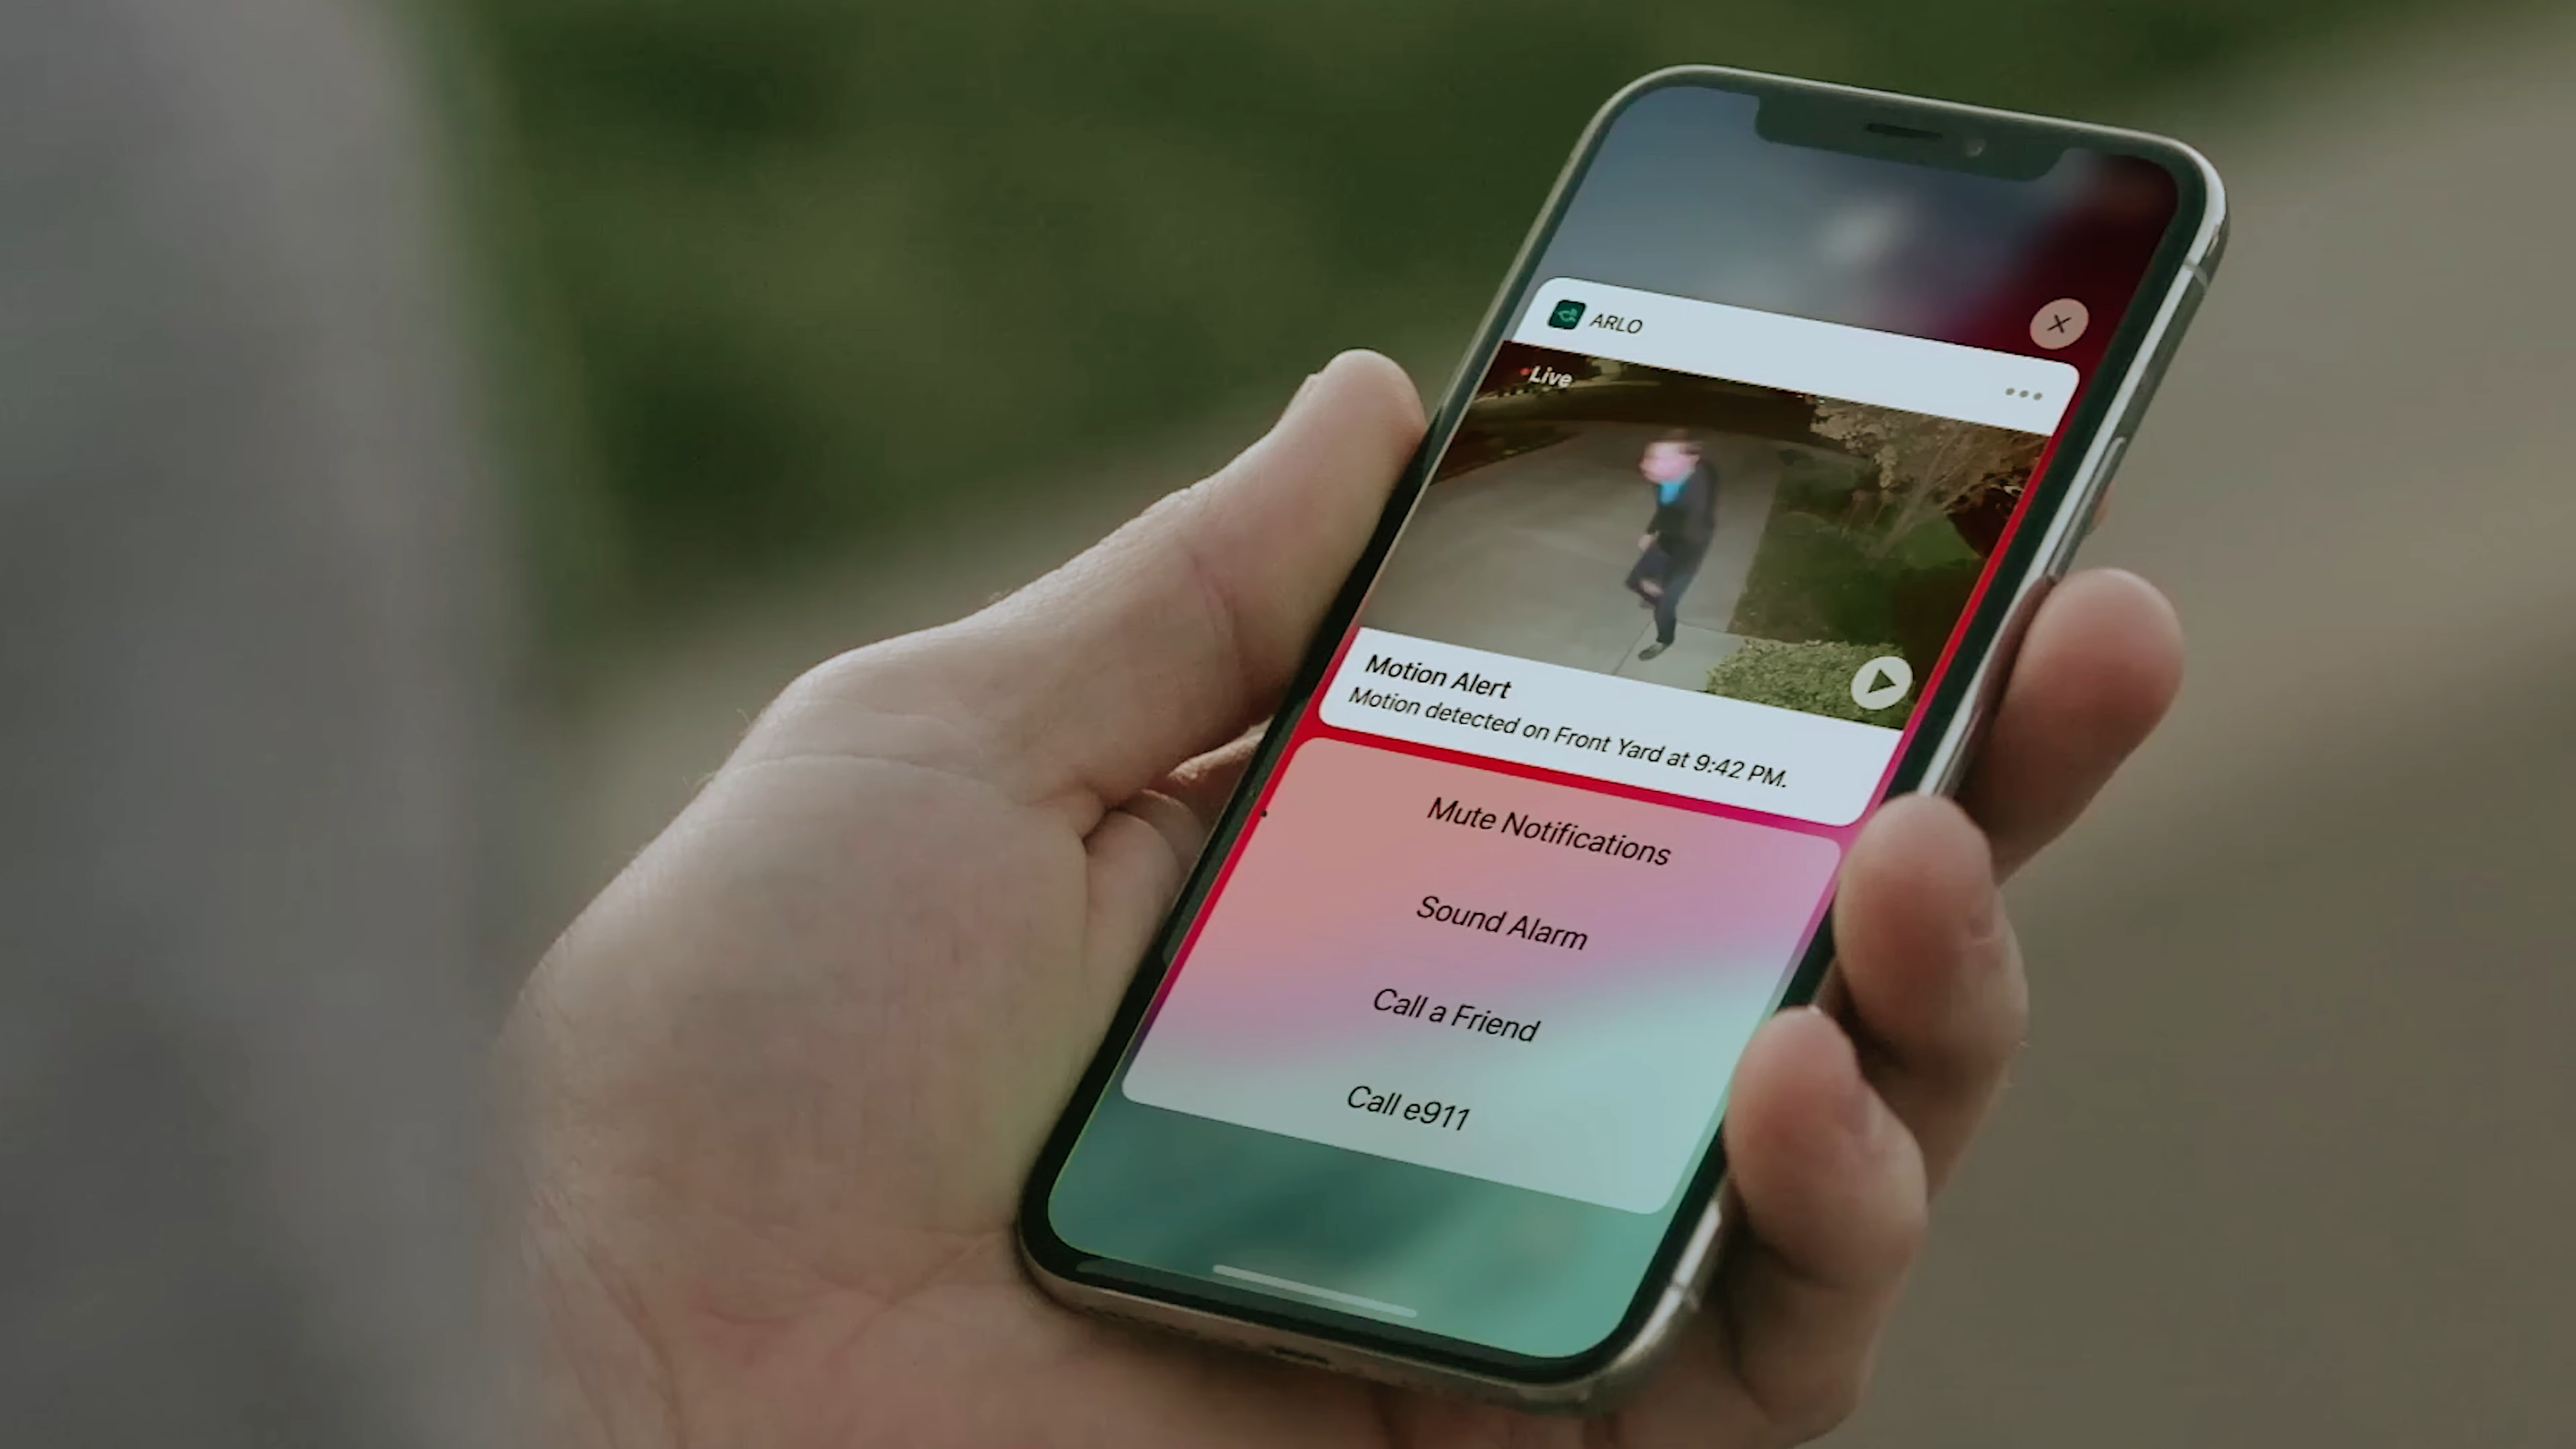 ARLO
Live
Motion Alert
Motion detected on Front Yard at 9:42 PM.
Mute Notifications
Sound Alarm
Call a Friend
Call e911